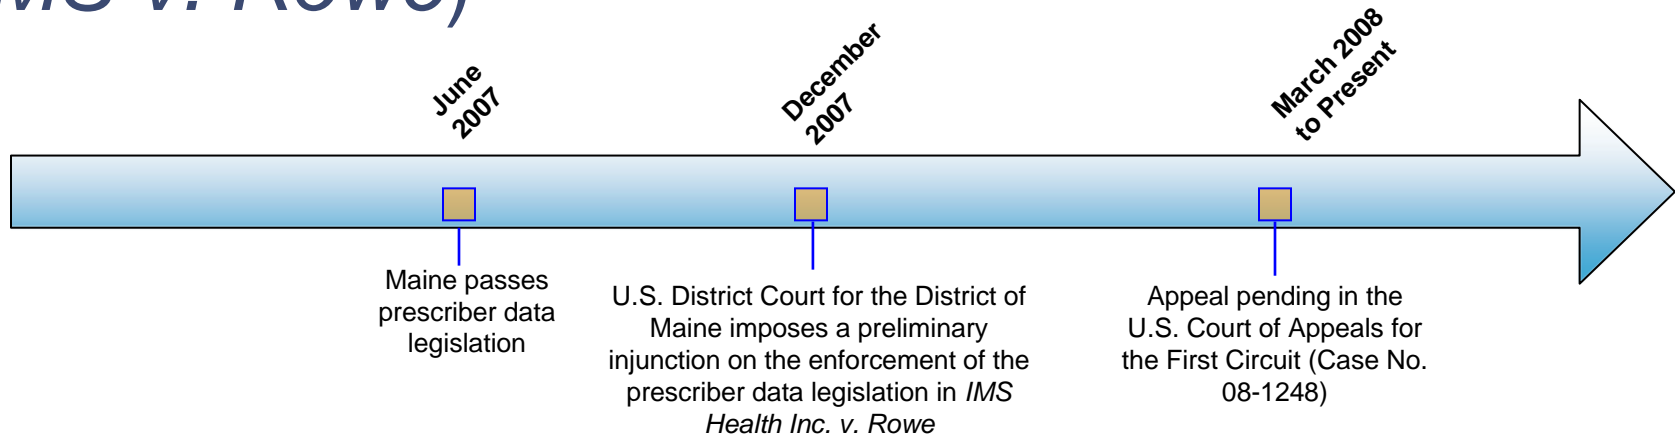 IMS v. Rowe)
June
2007
December
2007
March 2008
to Present
Maine passes
prescriber data
legislation
U.S. District Court for the District of
Maine imposes a preliminary
injunction on the enforcement of the
prescriber data legislation in IMS
Health Inc. v. Rowe
Appeal pending in the
U.S. Court of Appeals for
the First Circuit (Case No.
08-1248)